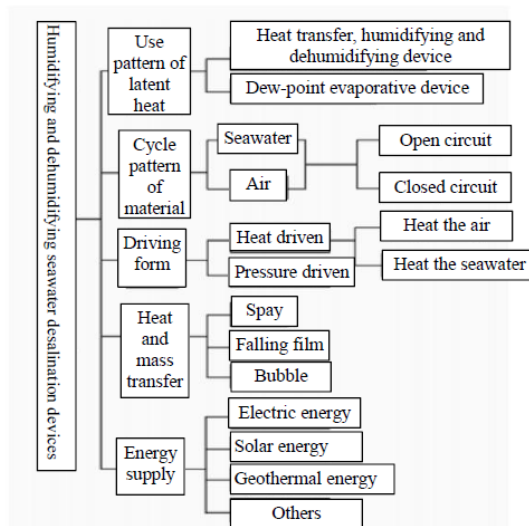 Humidifying and dehumidifying seawater desalination devices
Use
pattern of
latent
heat
Heat transfer, humidifying and
dehumidifying device
Dew-point evaporative device
Cycle
pattern
of
material
Seawater
Air
Open circuit
Closed circuit
Driving
form
Heat driven
Pressure driven
Heat the air
Heat the seawater
Heat
and
mass
transfer
Spay
Falling film
Bubble
Energy
supply
Electric energy
Solar energy
Geothermal energy
Others